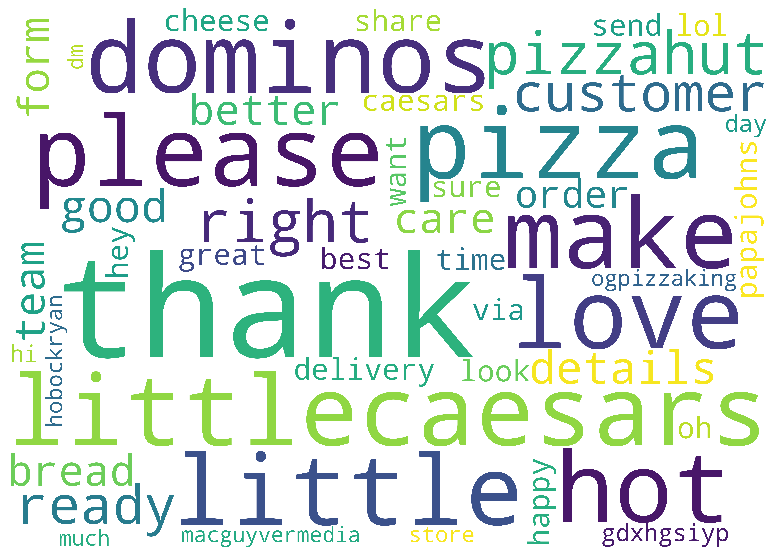 cheese share send lol
form dm dominos pizzahut
better caesars customer
please pizza day
want sure papajohns
good right care order make
hey great best time ogpizzaking
team thank via love
hi hobockryan delivery look details
littlecaesars oh
bread little happy hot
ready
much macguyvermedia store gdxhgsiyp